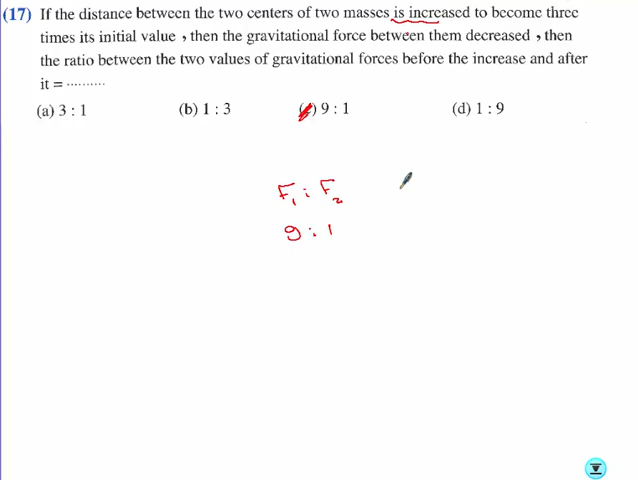 (17) If the distance between the two centers of two masses is increased to become three
times its initial value, then the gravitational force between them decreased, then
the ratio between the two values of gravitational forces before the increase and after
it = ..........
(a) 3 : 1 (b) 1 : 3 (c) 9 : 1 (d) 1 : 9
F₁ : F₂
9 : 1